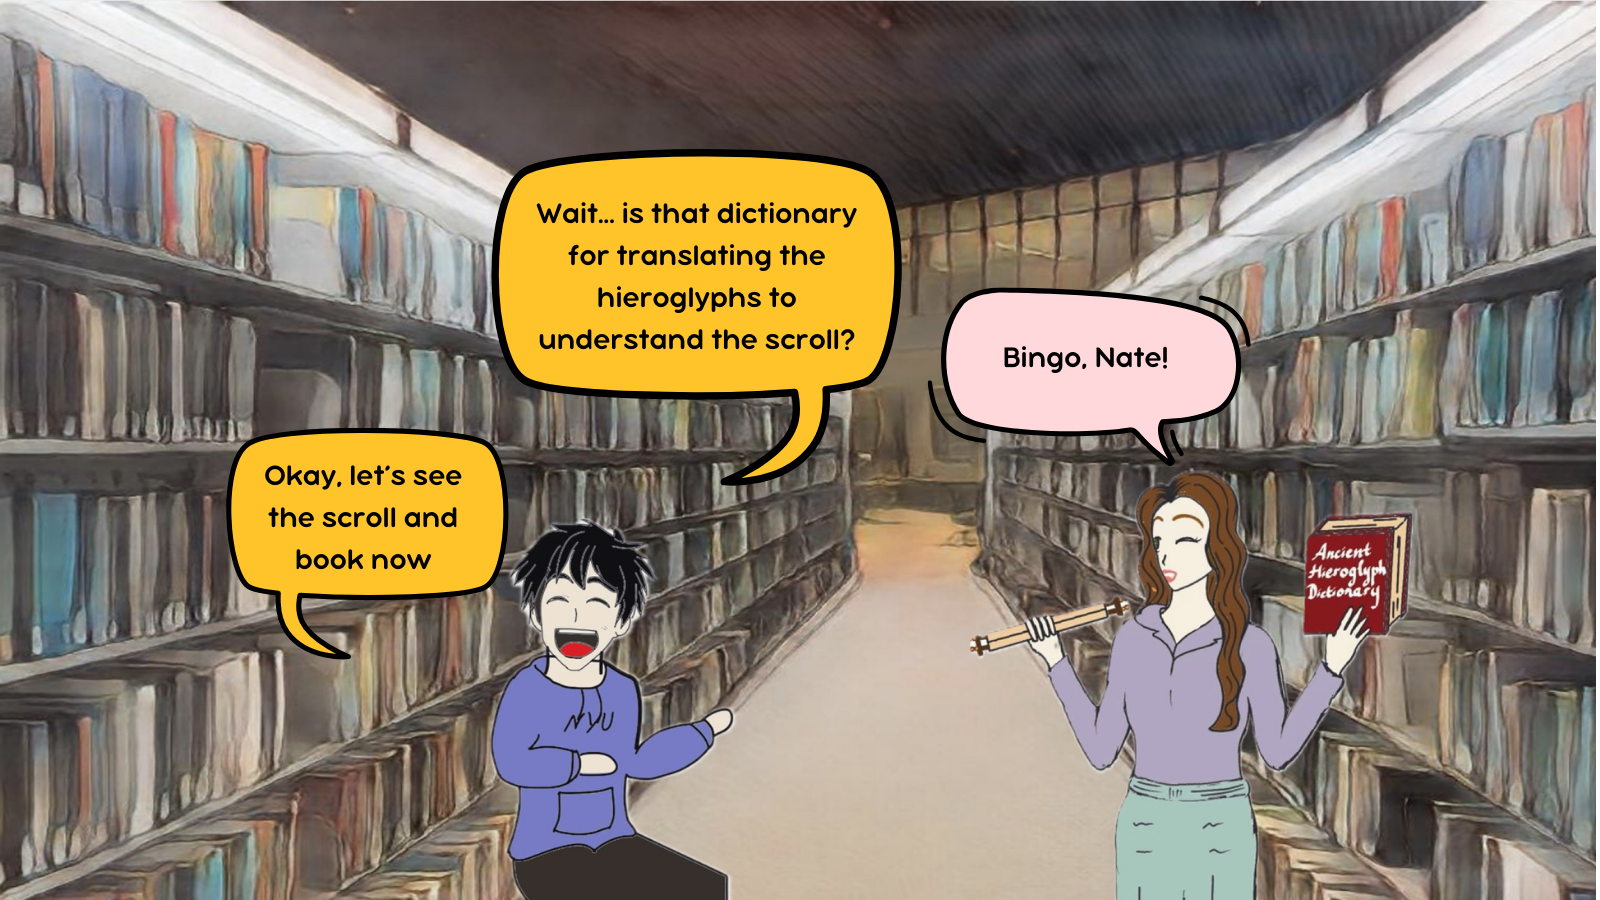 Wait... is that dictionary
for translating the
hieroglyphs to
understand the scroll?
Bingo, Nate!
Okay, let's see
the scroll and
book now
NYU
Ancient
Hieroglyph
Dictionary